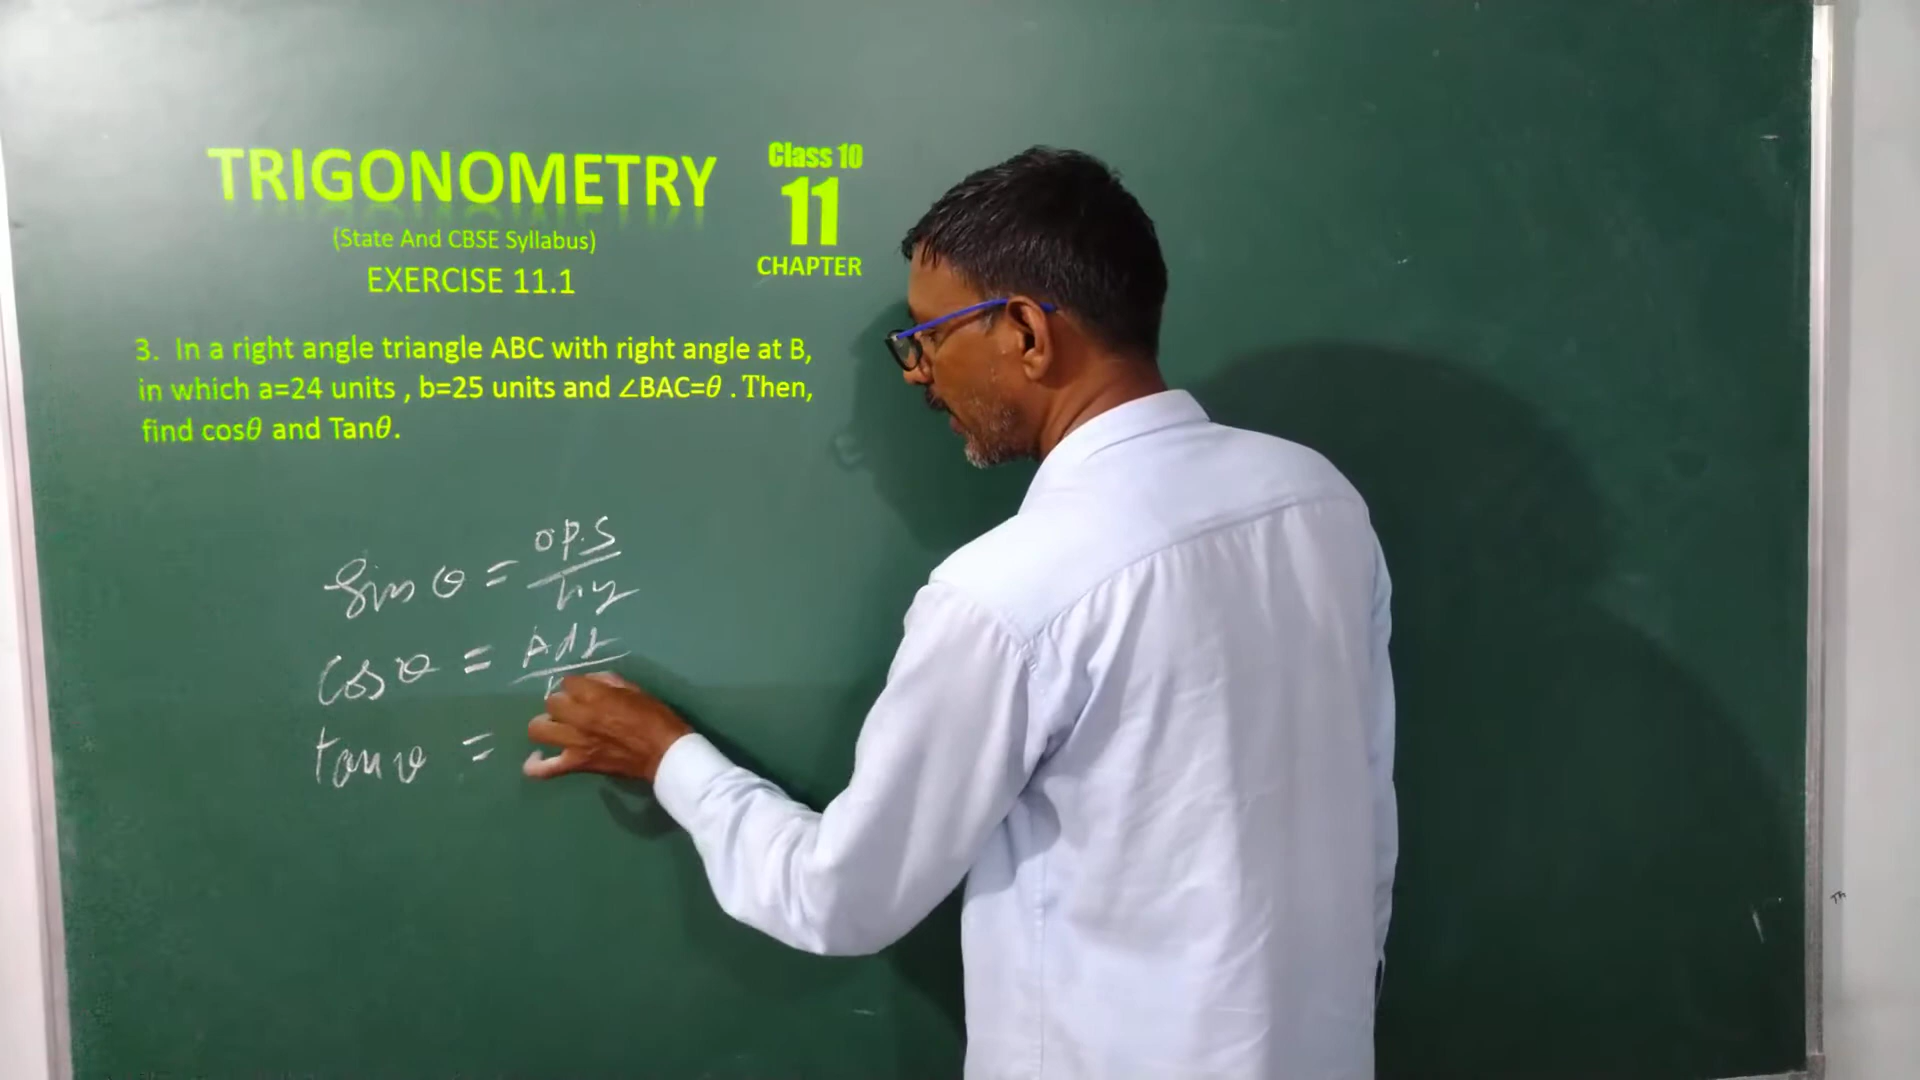 TRIGONOMETRY
(State And CBSE Syllabus)
EXERCISE 11.1
Class 10
11
CHAPTER
3. In a right angle triangle ABC with right angle at B,
in which a=24 units , b=25 units and ∠BAC=θ . Then,
find cosθ and Tanθ.
Sin θ = op.s
hy
Cos θ = Adj
tan θ =